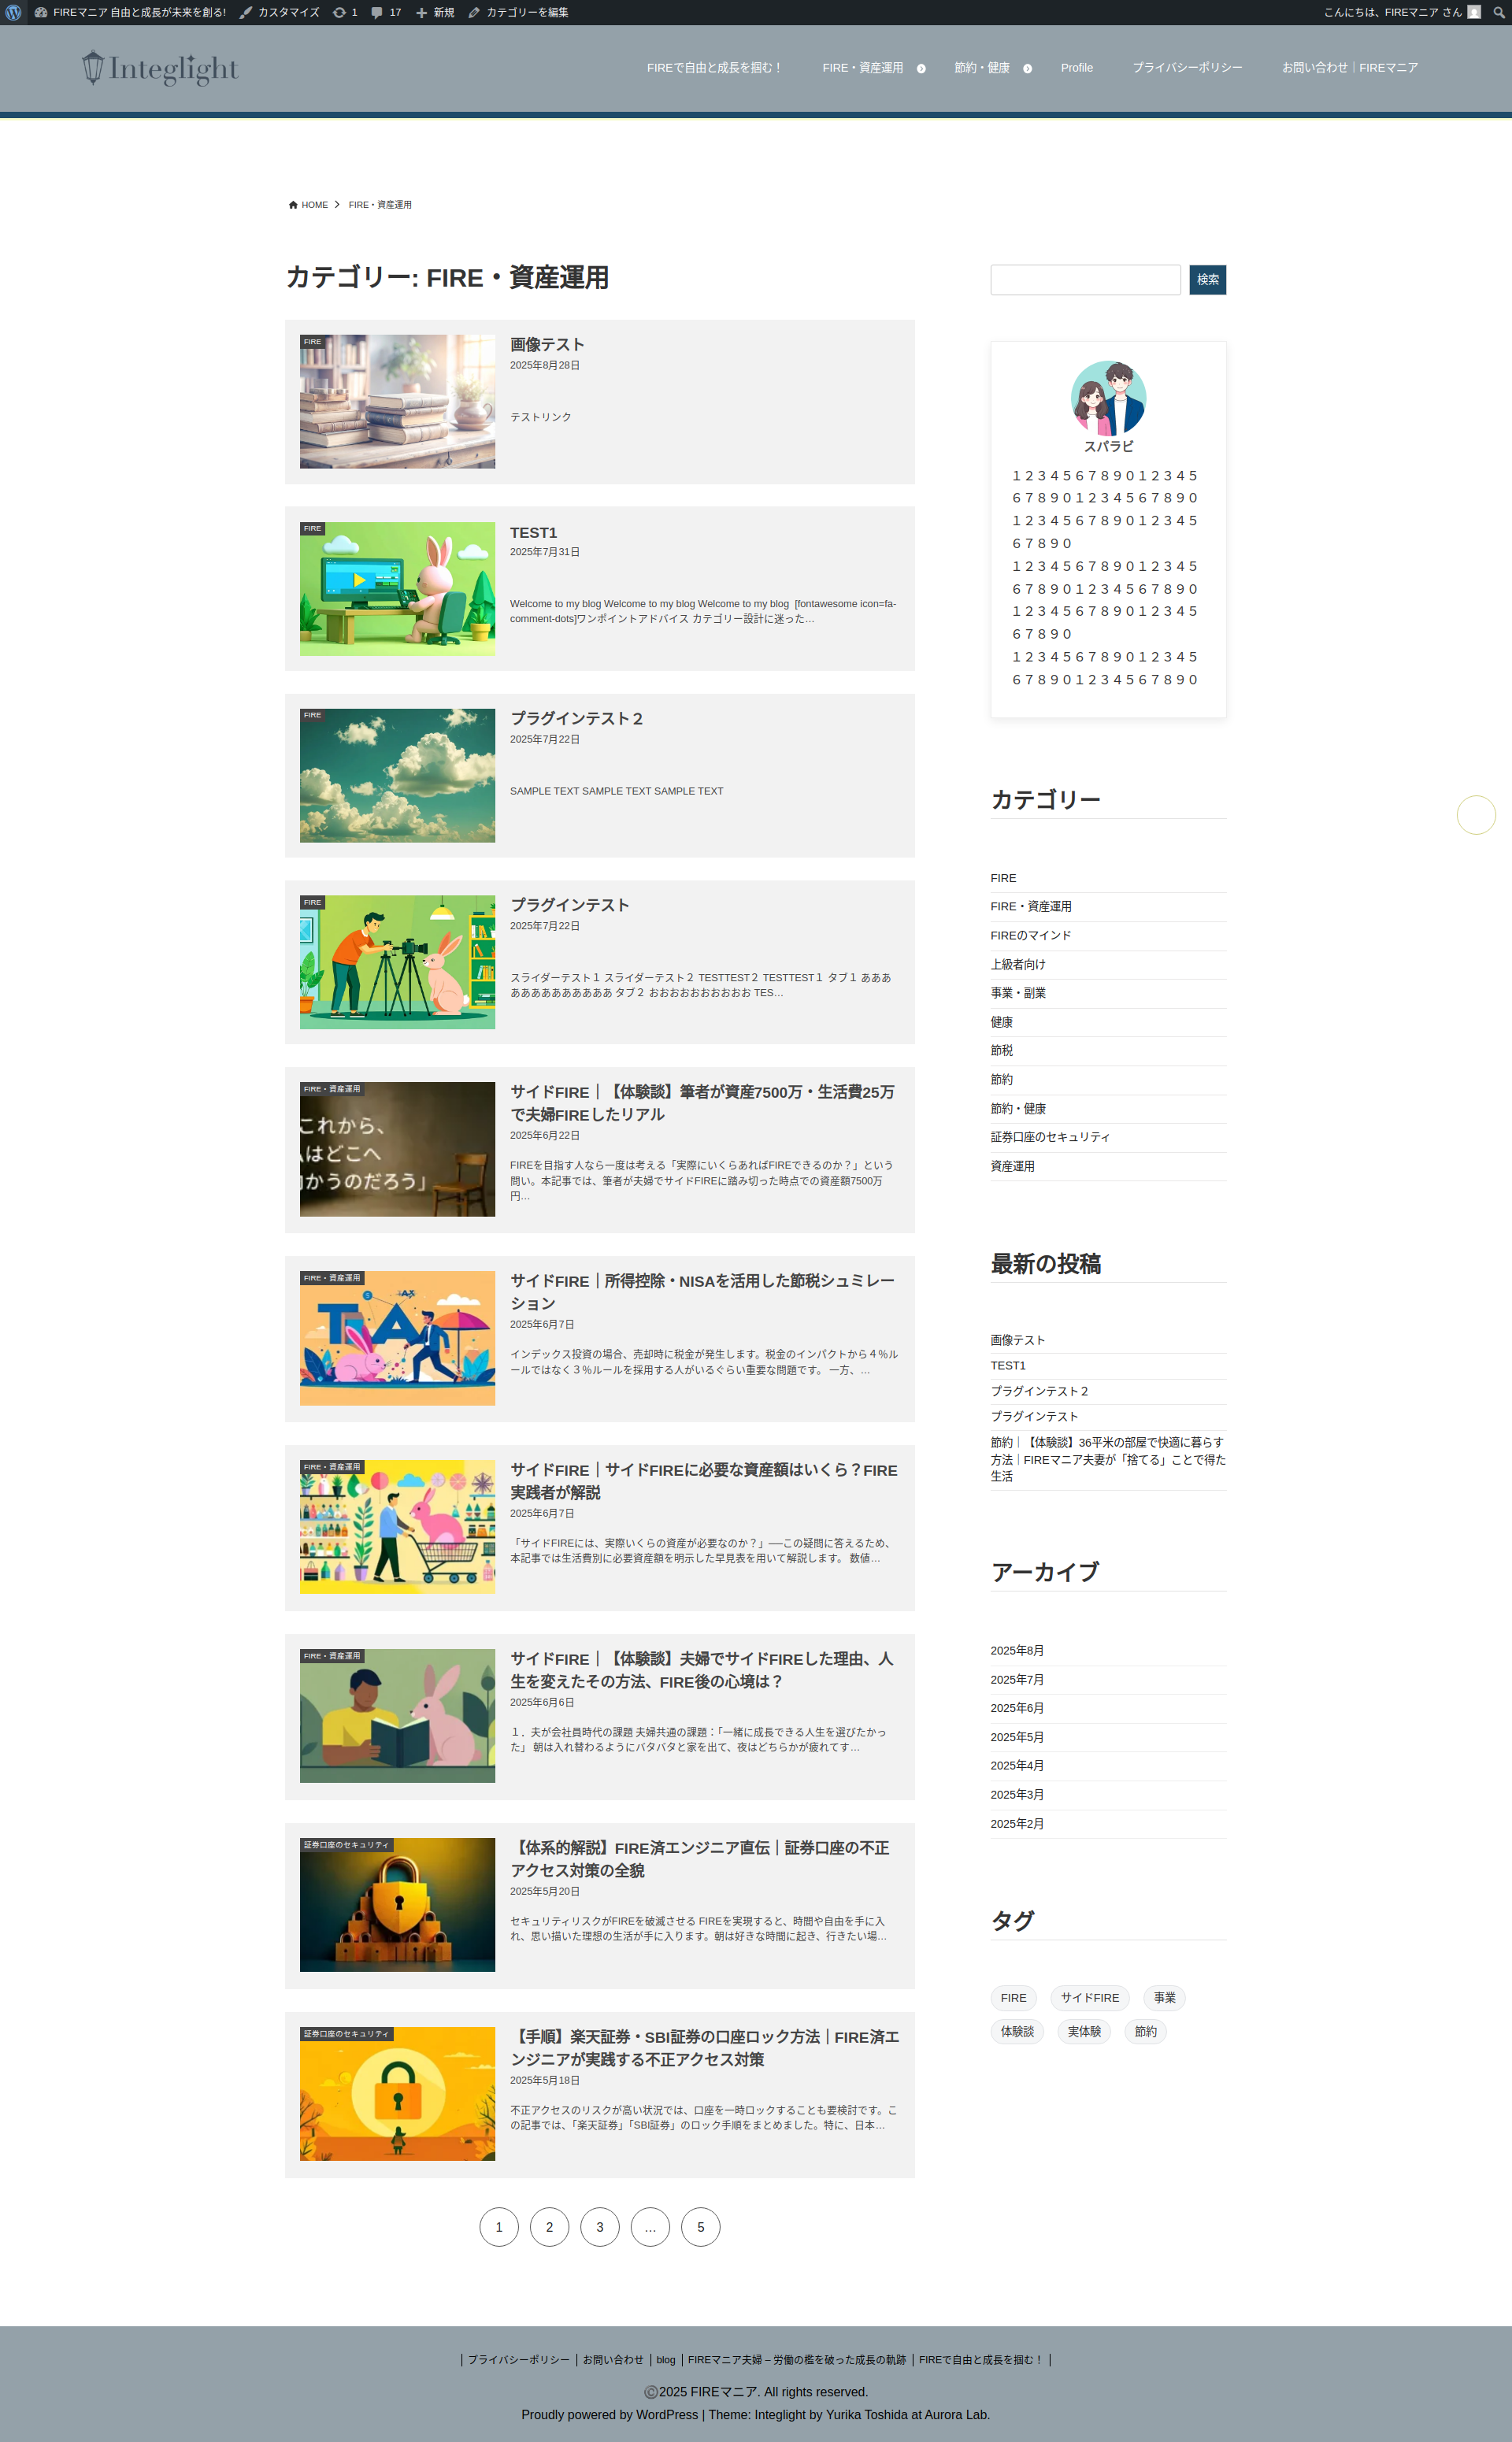 FIREマニア 自由と成長が未来を創る! カスタマイズ 1 17 新規 カテゴリーを編集 こんにちは、FIREマニア さん
Integlight
FIREで自由と成長を掴む！ FIRE・資産運用 節約・健康 Profile プライバシーポリシー お問い合わせ｜FIREマニア
HOME FIRE・資産運用
カテゴリー: FIRE・資産運用
FIRE
画像テスト
2025年8月28日
テストリンク
FIRE
TEST1
2025年7月31日
Welcome to my blog Welcome to my blog Welcome to my blog [fontawesome icon=fa-
comment-dots]ワンポイントアドバイス カテゴリー設計に迷った…
FIRE
プラグインテスト２
2025年7月22日
SAMPLE TEXT SAMPLE TEXT SAMPLE TEXT
FIRE
プラグインテスト
2025年7月22日
スライダーテスト１ スライダーテスト２ TESTTEST２ TESTTEST１ タブ１ あああ
ああああああああああ タブ２ おおおおおおおおおお TES…
FIRE・資産運用
これから、
はどこへ
かうのだろう」
サイドFIRE｜【体験談】筆者が資産7500万・生活費25万
で夫婦FIREしたリアル
2025年6月22日
FIREを目指す人なら一度は考える「実際にいくらあればFIREできるのか？」という
問い。本記事では、筆者が夫婦でサイドFIREに踏み切った時点での資産額7500万
円…
FIRE・資産運用
サイドFIRE｜所得控除・NISAを活用した節税シュミレー
ション
2025年6月7日
インデックス投資の場合、売却時に税金が発生します。税金のインパクトから４%ル
ールではなく３%ルールを採用する人がいるぐらい重要な問題です。 一方、…
FIRE・資産運用
サイドFIRE｜サイドFIREに必要な資産額はいくら？FIRE
実践者が解説
2025年6月7日
「サイドFIREには、実際いくらの資産が必要なのか？」──この疑問に答えるため、
本記事では生活費別に必要資産額を明示した早見表を用いて解説します。 数値…
FIRE・資産運用
サイドFIRE｜【体験談】夫婦でサイドFIREした理由、人
生を変えたその方法、FIRE後の心境は？
2025年6月6日
１．夫が会社員時代の課題 夫婦共通の課題：「一緒に成長できる人生を選びたかっ
た」 朝は入れ替わるようにバタバタと家を出て、夜はどちらかが疲れてす…
証券口座のセキュリティ
【体系的解説】FIRE済エンジニア直伝｜証券口座の不正
アクセス対策の全貌
2025年5月20日
セキュリティリスクがFIREを破滅させる FIREを実現すると、時間や自由を手に入
れ、思い描いた理想の生活が手に入ります。朝は好きな時間に起き、行きたい場…
証券口座のセキュリティ
【手順】楽天証券・SBI証券の口座ロック方法｜FIRE済エ
ンジニアが実践する不正アクセス対策
2025年5月18日
不正アクセスのリスクが高い状況では、口座を一時ロックすることも要検討です。こ
の記事では、「楽天証券」「SBI証券」のロック手順をまとめました。特に、日本…
1 2 3 … 5
検索
スパラビ
１２３４５６７８９０１２３４５
６７８９０１２３４５６７８９０
１２３４５６７８９０１２３４５
６７８９０
１２３４５６７８９０１２３４５
６７８９０１２３４５６７８９０
１２３４５６７８９０１２３４５
６７８９０
１２３４５６７８９０１２３４５
６７８９０１２３４５６７８９０
カテゴリー
FIRE
FIRE・資産運用
FIREのマインド
上級者向け
事業・副業
健康
節税
節約
節約・健康
証券口座のセキュリティ
資産運用
最新の投稿
画像テスト
TEST1
プラグインテスト２
プラグインテスト
節約｜【体験談】36平米の部屋で快適に暮らす
方法｜FIREマニア夫妻が「捨てる」ことで得た
生活
アーカイブ
2025年8月
2025年7月
2025年6月
2025年5月
2025年4月
2025年3月
2025年2月
タグ
FIRE サイドFIRE 事業
体験談 実体験 節約
プライバシーポリシー お問い合わせ blog FIREマニア夫婦 – 労働の檻を破った成長の軌跡 FIREで自由と成長を掴む！
©2025 FIREマニア. All rights reserved.
Proudly powered by WordPress | Theme: Integlight by Yurika Toshida at Aurora Lab.